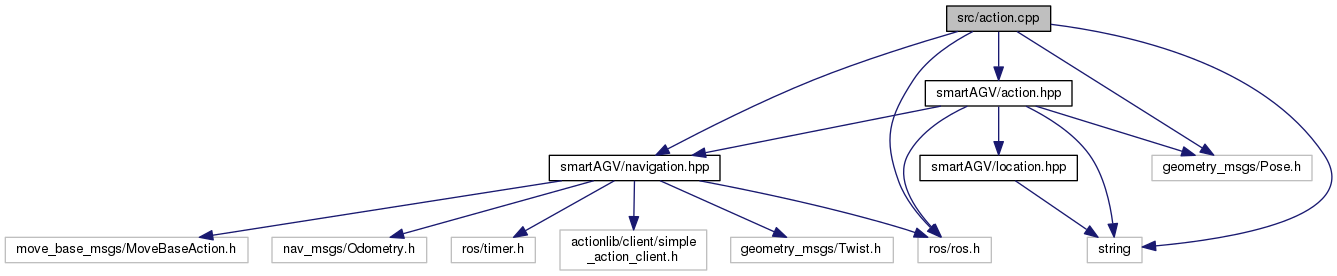 src/action.cpp
smartAGV/action.hpp
smartAGV/navigation.hpp
smartAGV/location.hpp
geometry_msgs/Pose.h
move_base_msgs/MoveBaseAction.h
nav_msgs/Odometry.h
ros/timer.h
actionlib/client/simple
_action_client.h
geometry_msgs/Twist.h
ros/ros.h
string